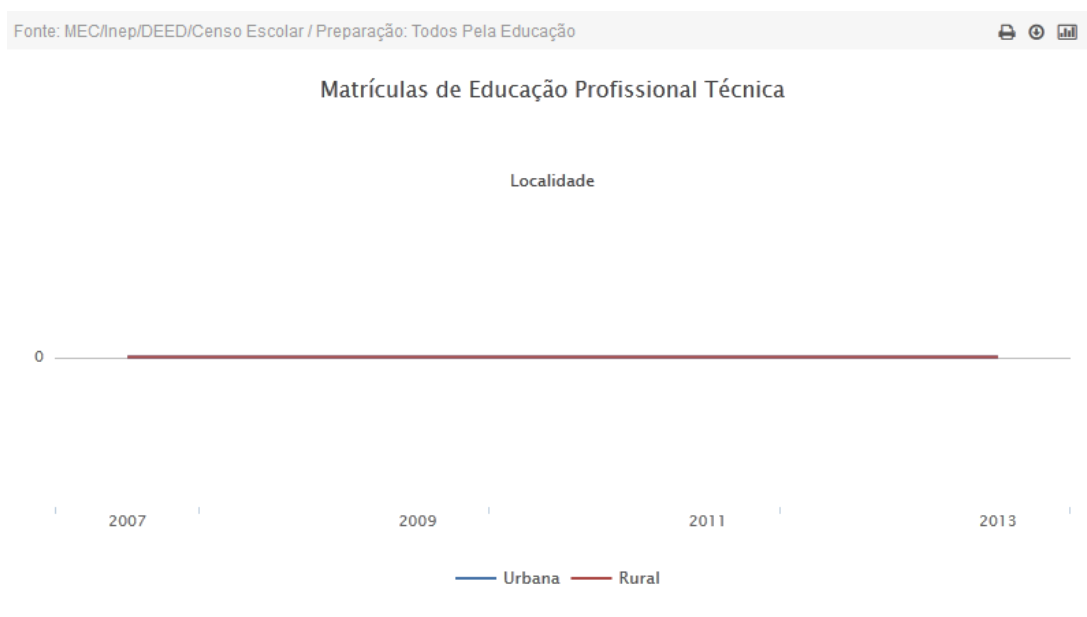 Fonte: MEC/Inep/DEED/Censo Escolar / Preparação: Todos Pela Educação
Matrículas de Educação Profissional Técnica
Localidade
0
2007 2009 2011 2013
Urbana Rural